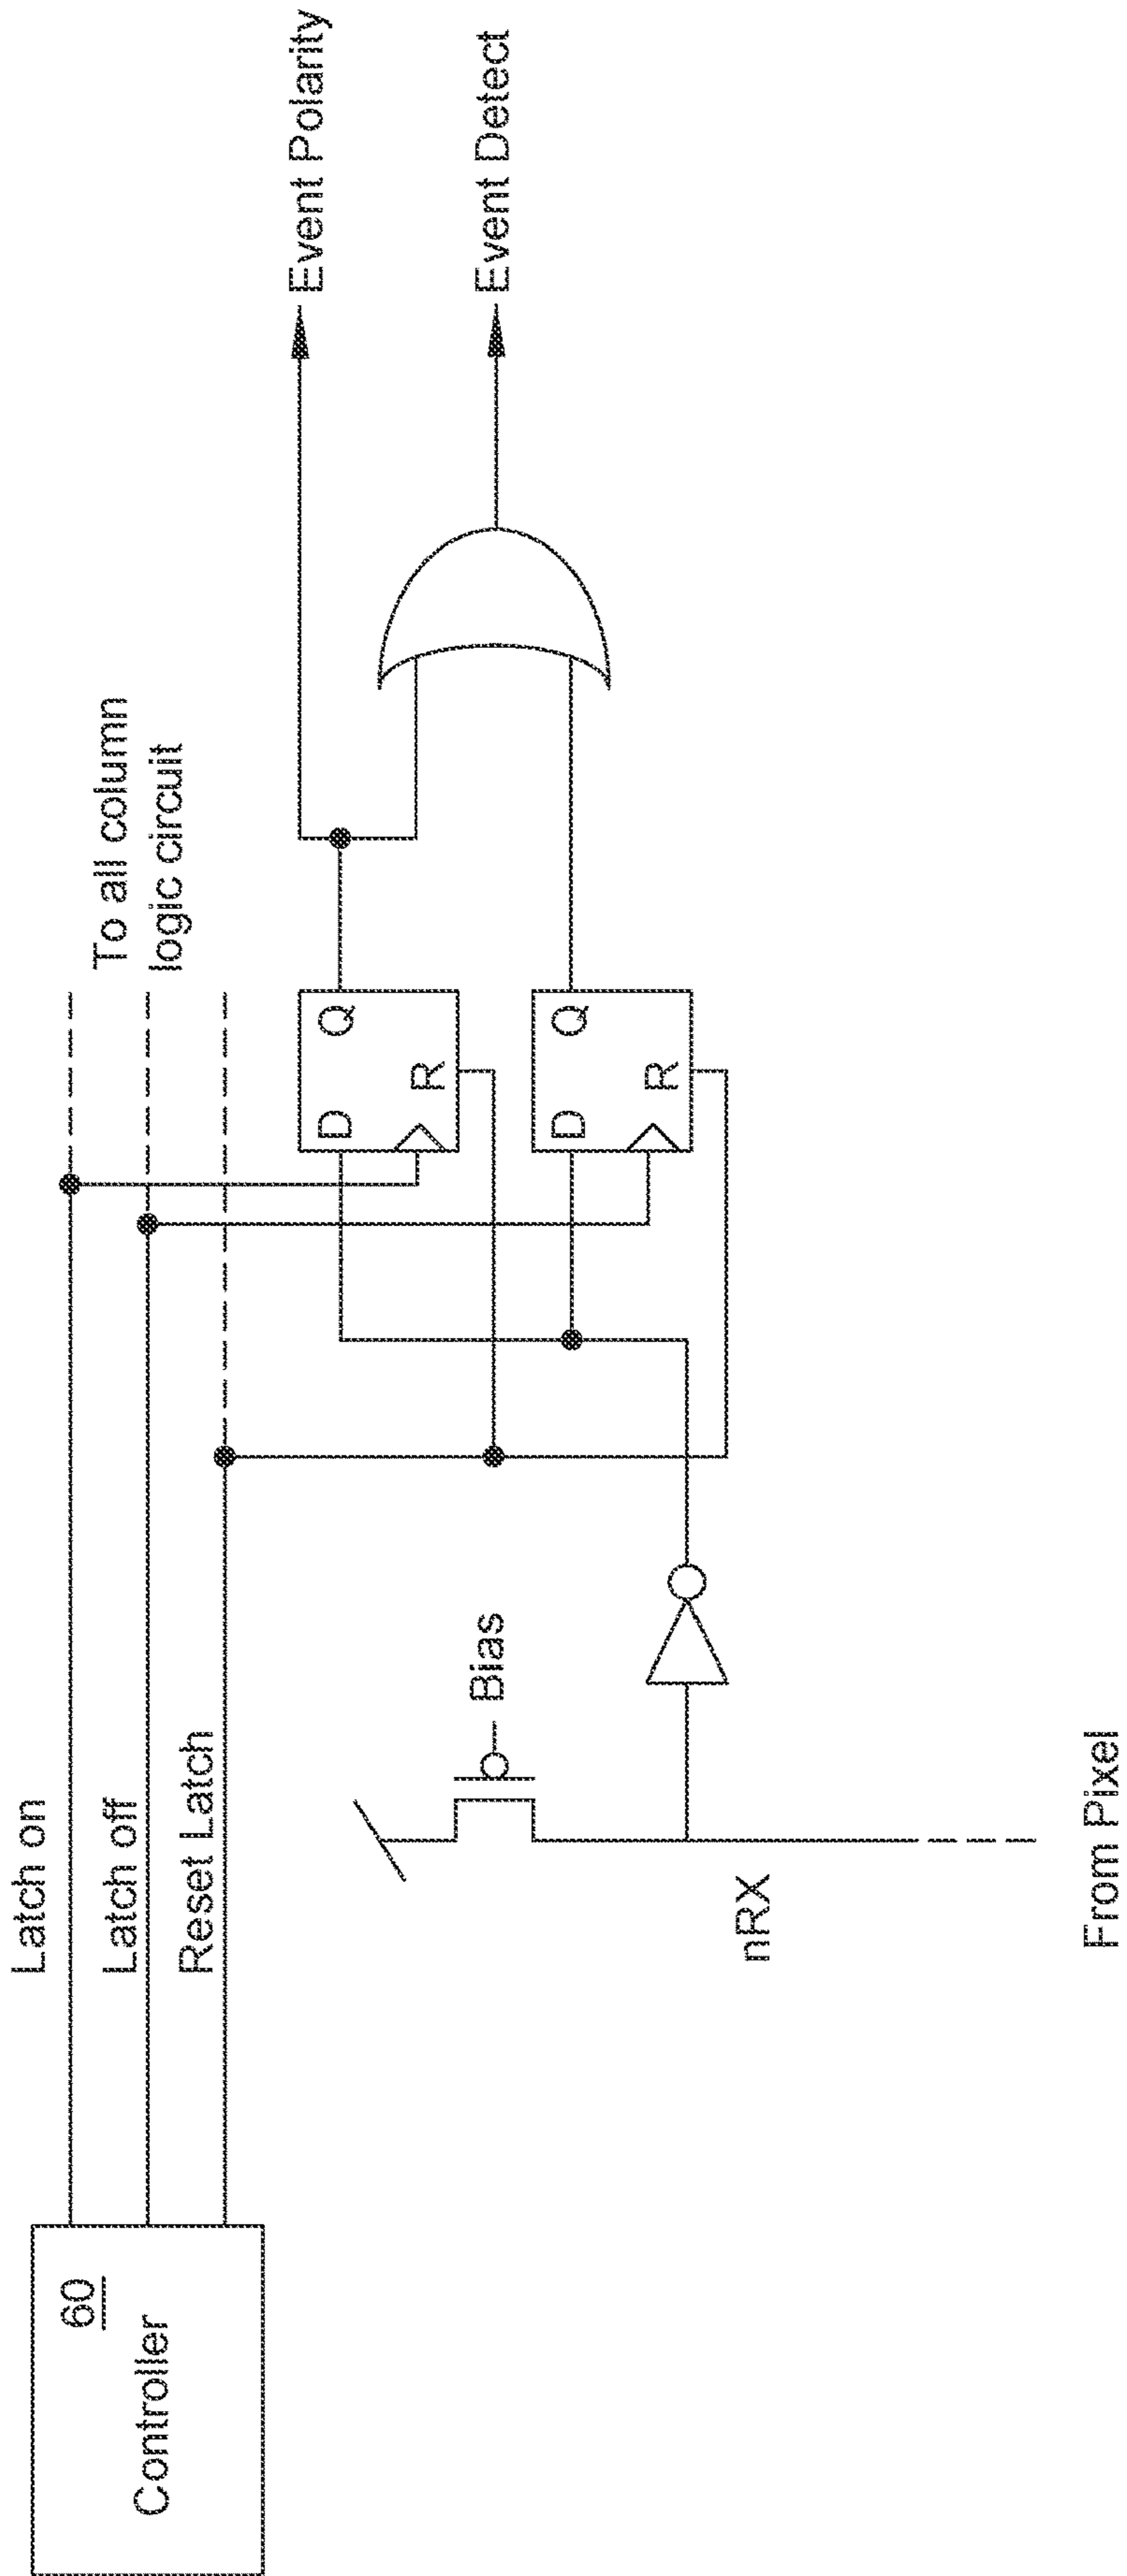 60
Controller
Latch on
Latch off
Reset Latch
To all column
logic circuit
Event Polarity
D
Q
R
D
Q
R
Event Detect
Bias
nRX
From Pixel